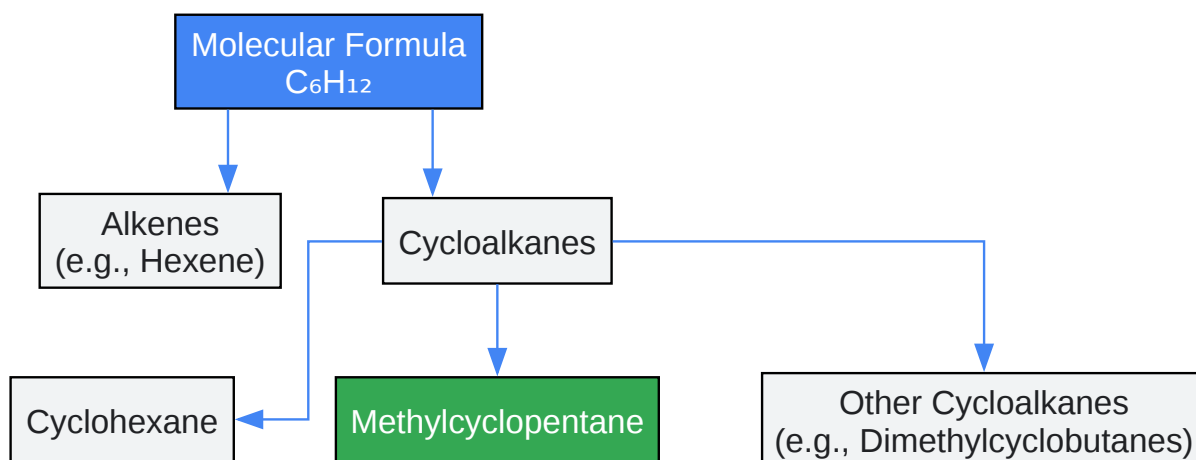 Molecular Formula
C₆H₁₂
Alkenes
(e.g., Hexene)
Cycloalkanes
Cyclohexane
Methylcyclopentane
Other Cycloalkanes
(e.g., Dimethylcyclobutanes)